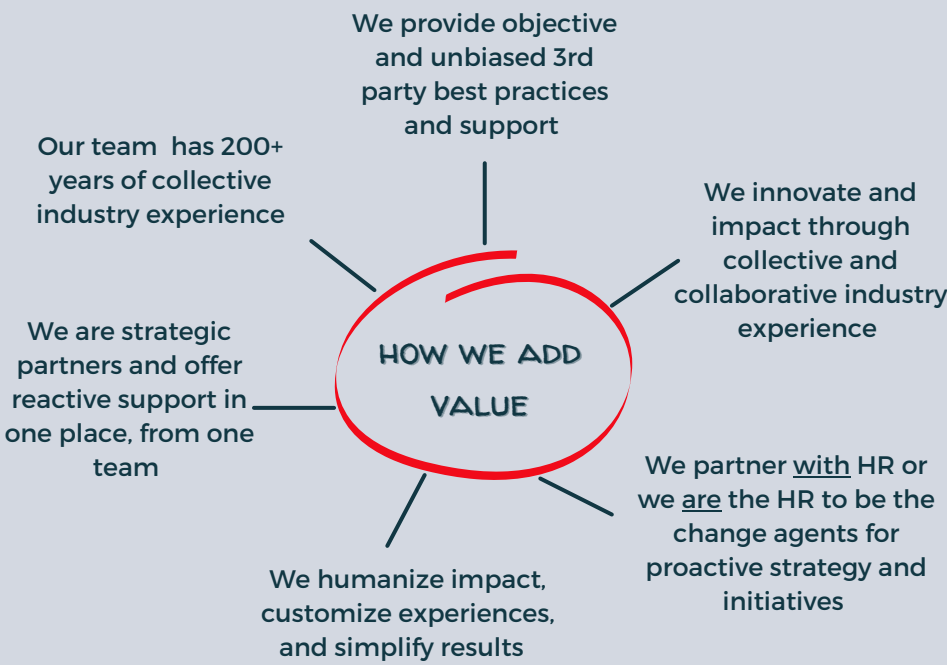 We provide objective
and unbiased 3rd
party best practices
and support
Our team  has 200+
years of collective
industry experience
We innovate and
impact through
collective and
collaborative industry
experience
We are strategic
partners and offer
reactive support in
one place, from one
team
HOW WE ADD
VALUE
We partner with HR or
we are the HR to be the
change agents for
proactive strategy and
initiatives
We humanize impact,
customize experiences,
and simplify results